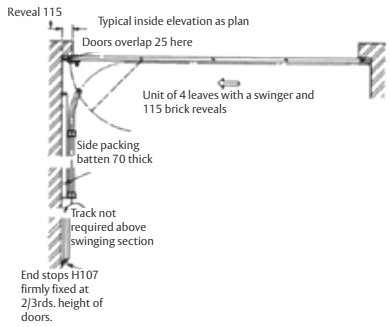 Reveal 115
Typical inside elevation as plan
Doors overlap 25 here
Unit of 4 leaves with a swinger and
115 brick reveals
Side packing
batten 70 thick
Track not
required above
swinging section
End stops H107
firmly fixed at
2/3rds. height of
doors.